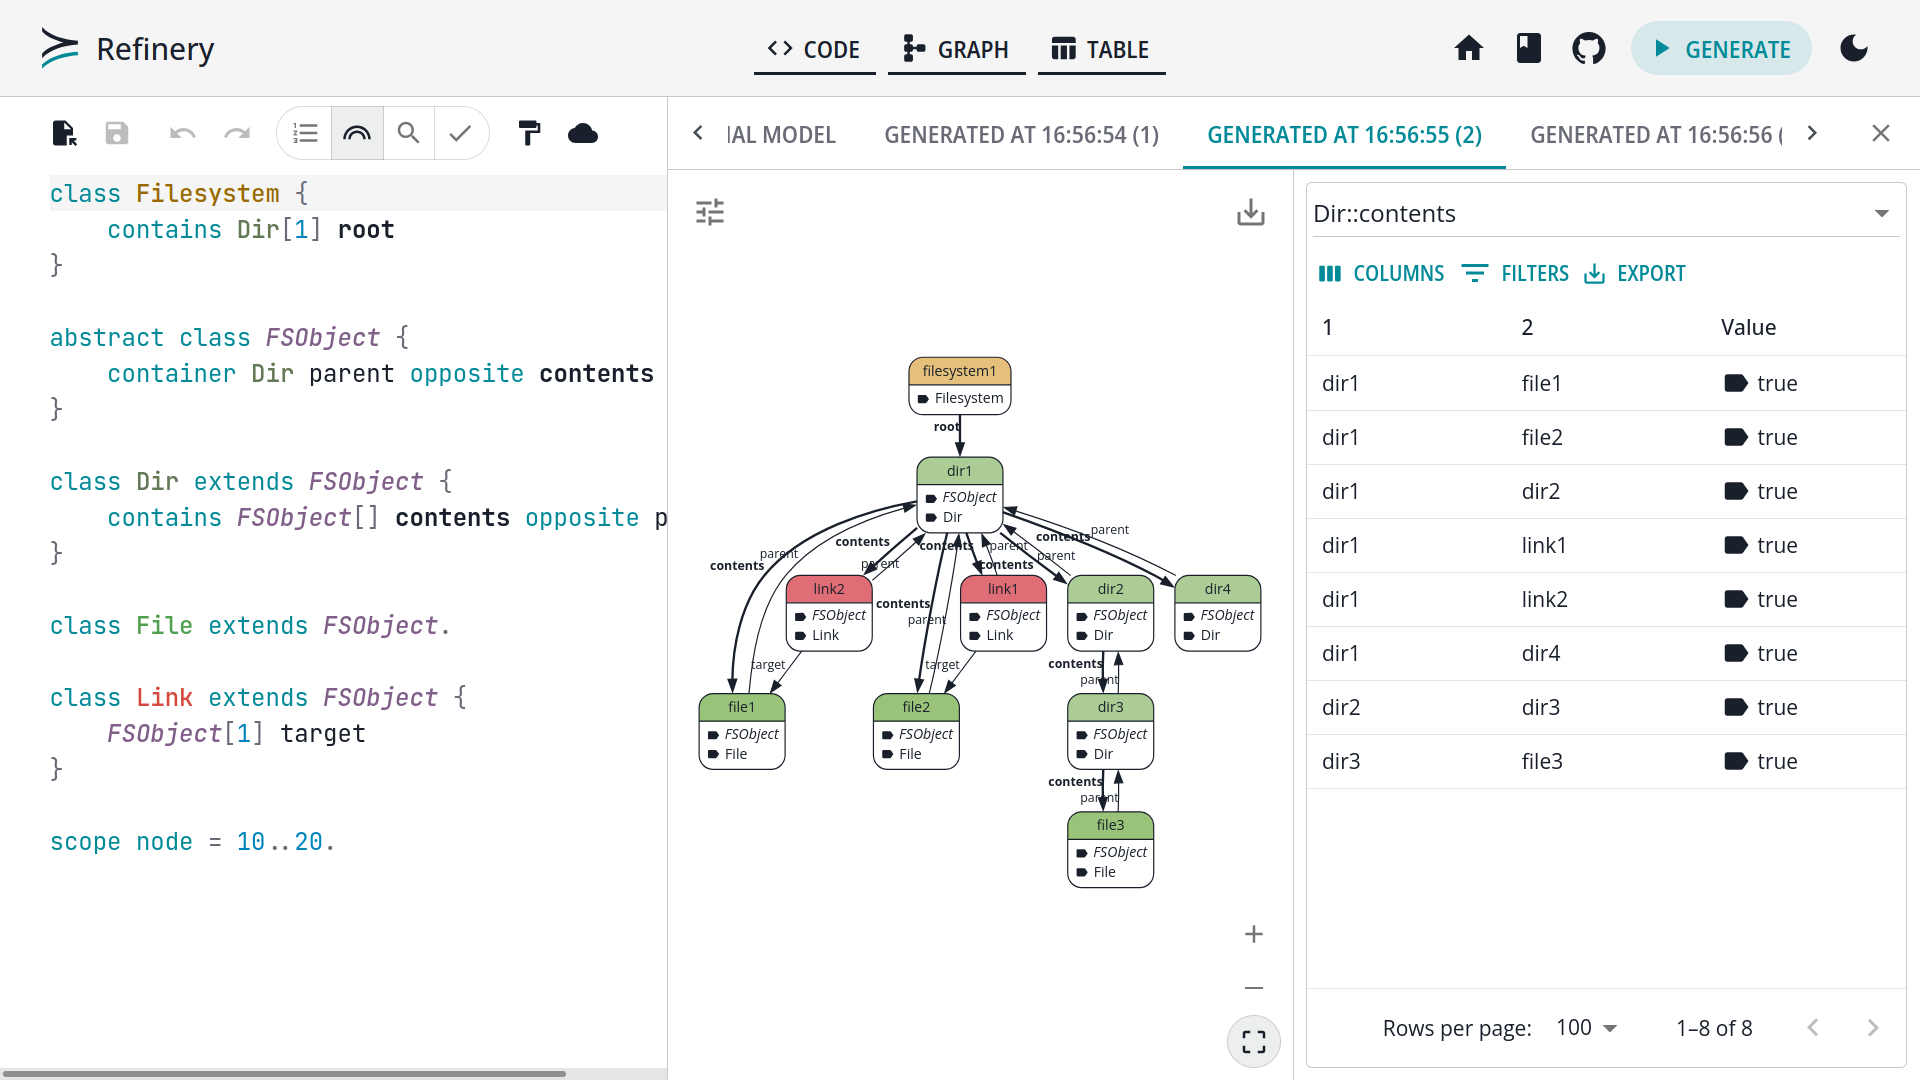 Refinery
CODE
GRAPH
TABLE
GENERATE
IAL MODEL
GENERATED AT 16:56:54 (1)
GENERATED AT 16:56:55 (2)
GENERATED AT 16:56:56 (
class Filesystem {
    contains Dir[1] root
}
abstract class FSObject {
    container Dir parent opposite contents
}
class Dir extends FSObject {
    contains FSObject[] contents opposite p
}
class File extends FSObject.
class Link extends FSObject {
    FSObject[1] target
}
scope node = 10..20.
filesystem1
Filesystem
root
dir1
FSObject
Dir
contents
parent
contents
parent
contents
parent
contents
parent
contents
parent
contents
parent
link2
FSObject
Link
link1
FSObject
Link
dir2
FSObject
Dir
dir4
FSObject
Dir
target
target
contents
parent
file1
FSObject
File
file2
FSObject
File
dir3
FSObject
Dir
contents
parent
file3
FSObject
File
Dir::contents
COLUMNS
FILTERS
EXPORT
1 2 Value
dir1 file1 true
dir1 file2 true
dir1 dir2 true
dir1 link1 true
dir1 link2 true
dir1 dir4 true
dir2 dir3 true
dir3 file3 true
Rows per page: 100 1–8 of 8